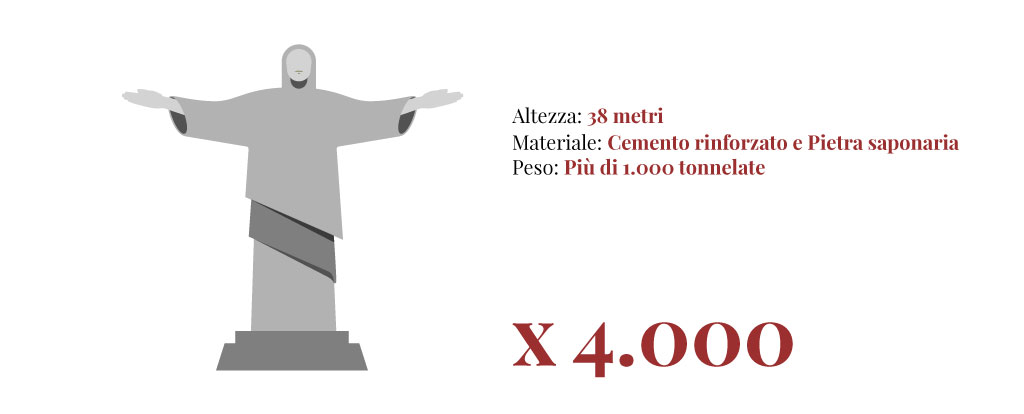 Altezza: 38 metri
Materiale: Cemento rinforzato e Pietra saponaria
Peso: Più di 1.000 tonnelate
x 4.000